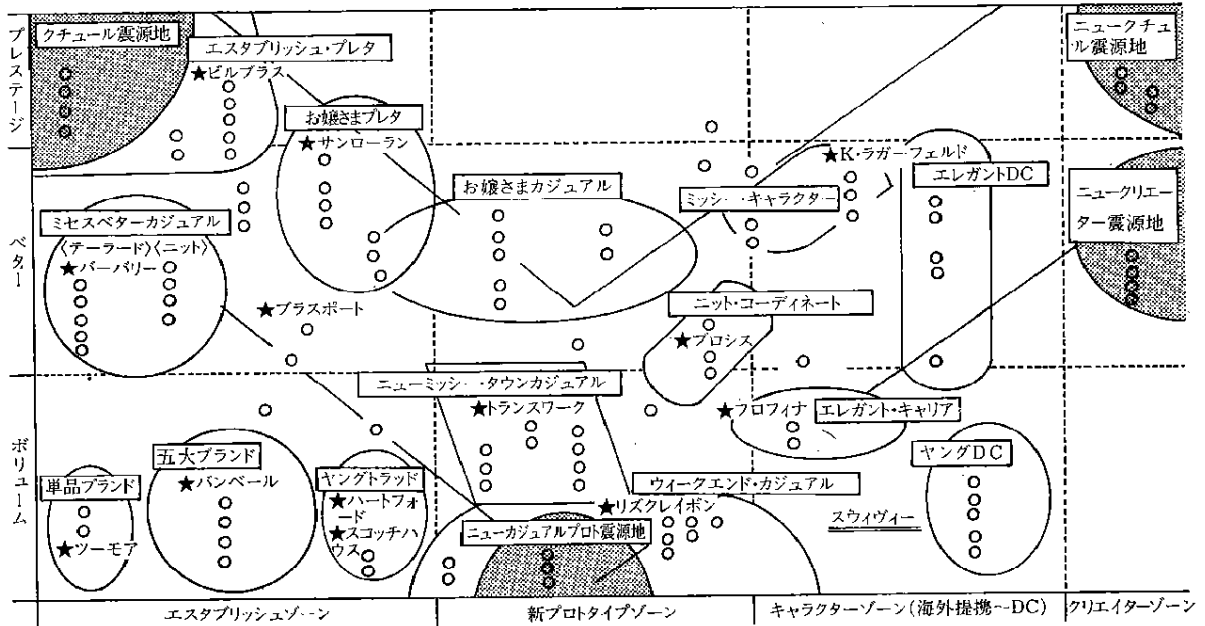 プレステージ
クチュール震源地
エスタブリッシュ・プレタ
★ビルブラス
ニュークチュール震源地
お嬢さまプレタ
★サンローラン
★K・ラガーフェルド
エレガントDC
ベター
お嬢さまカジュアル
ミッシー・キャラクター
ニュークリエーター震源地
ミセスベターカジュアル
〈テーラード〉〈ニット〉
★バーバリー
★ブラスポート
ニット・コーディネート
★プロシス
ニューミッシー・タウンカジュアル
★トランスワーク
★フロフィナ
エレガント・キャリア
ボリューム
五大ブランド
★バンベール
ヤングDC
単品ブランド
★ツーモア
ヤングトラッド
★ハートフォード
★スコッチハウス
ウィークエンド・カジュアル
★リズクレイボン
スウィヴィー
ニューカジュアルプロト震源地
エスタブリッシュゾーン
新プロトタイプゾーン
キャラクターゾーン(海外提携〜DC)
クリエイターゾーン